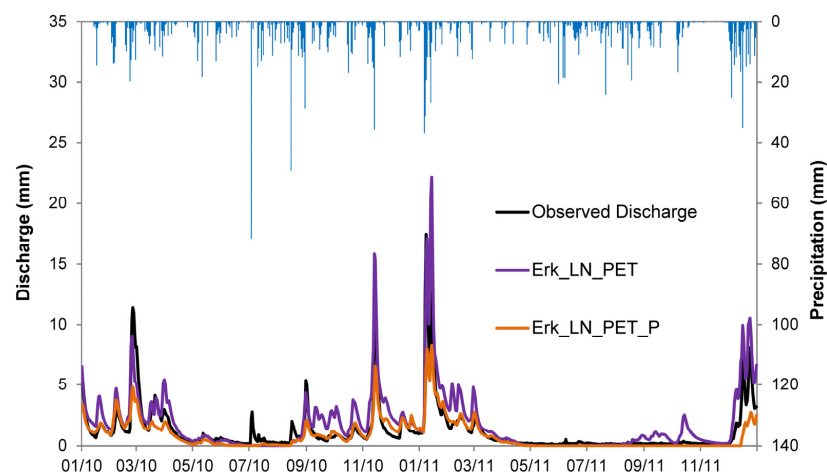 35
30
25
20
15
10
5
0
Discharge (mm)
0
20
40
60
80
100
120
140
Precipitation (mm)
Observed Discharge
Erk_LN_PET
Erk_LN_PET_P
01/10 03/10 05/10 07/10 09/10 11/10 01/11 03/11 05/11 07/11 09/11 11/11